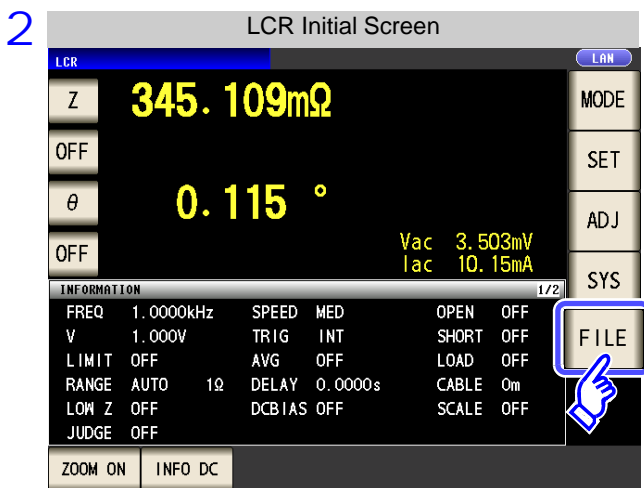 2
LCR Initial Screen
LCR
LAN
Z
345.109mΩ
MODE
OFF
SET
θ
0.115 °
ADJ
OFF
Vac 3.503mV
Iac 10.15mA
SYS
INFORMATION 1/2
FREQ 1.0000kHz SPEED MED OPEN OFF
V 1.000V TRIG INT SHORT OFF
FILE
LIMIT OFF AVG OFF LOAD OFF
RANGE AUTO 1Ω DELAY 0.0000s CABLE 0m
LOW Z OFF DCBIAS OFF SCALE OFF
JUDGE OFF
ZOOM ON INFO DC